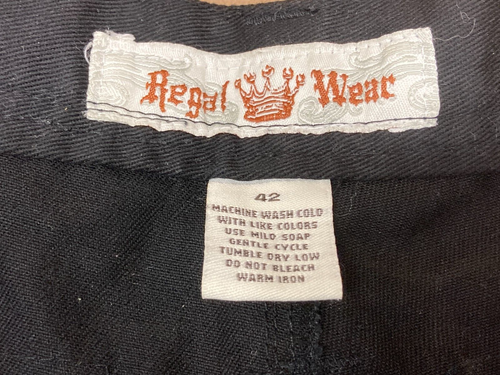 Regal Wear
42
MACHINE WASH COLD
WITH LIKE COLORS
USE MILD SOAP
GENTLE CYCLE
TUMBLE DRY LOW
DO NOT BLEACH
WARM IRON